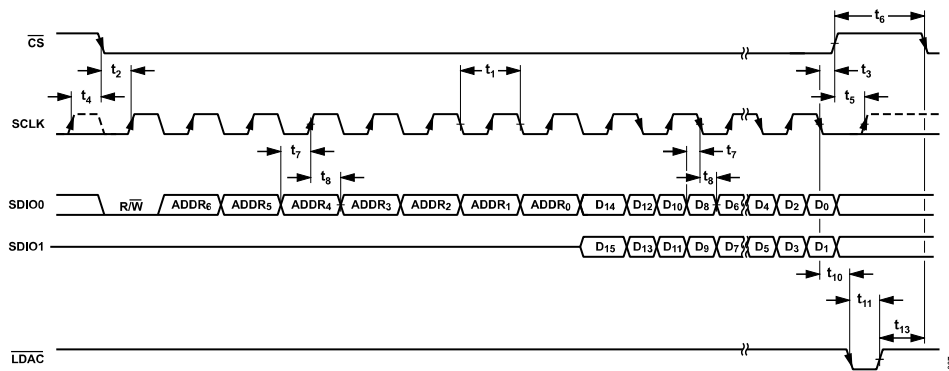 t6
CS
t2
t1
t3
t4
t5
SCLK
t7
t7
t8
t8
SDIO0 R/W ADDR6 ADDR5 ADDR4 ADDR3 ADDR2 ADDR1 ADDR0 D14 D12 D10 D8 D6 D4 D2 D0
SDIO1 D15 D13 D11 D9 D7 D5 D3 D1
t10
t11
t13
LDAC